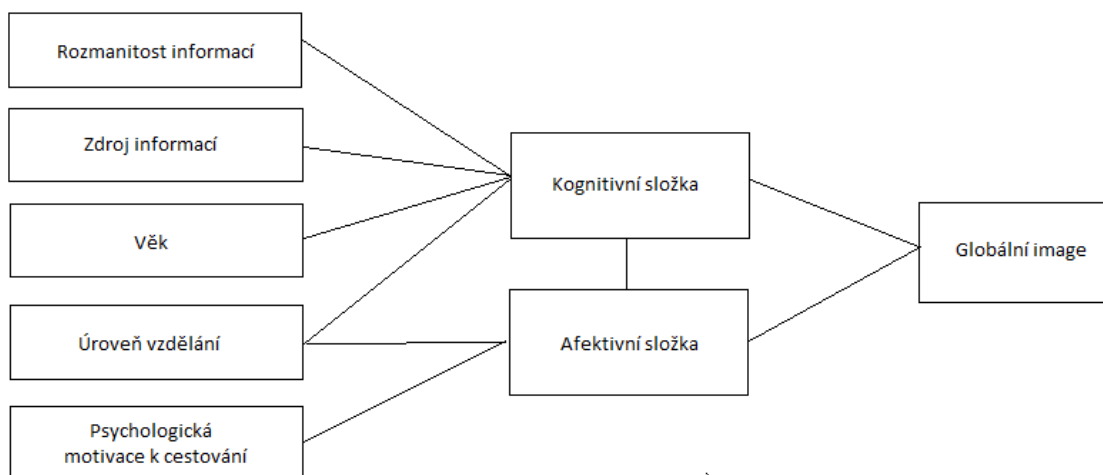 Rozmanitost informací
Zdroj informací
Věk
Úroveň vzdělání
Psychologická
motivace k cestování
Kognitivní složka
Afektivní složka
Globální image